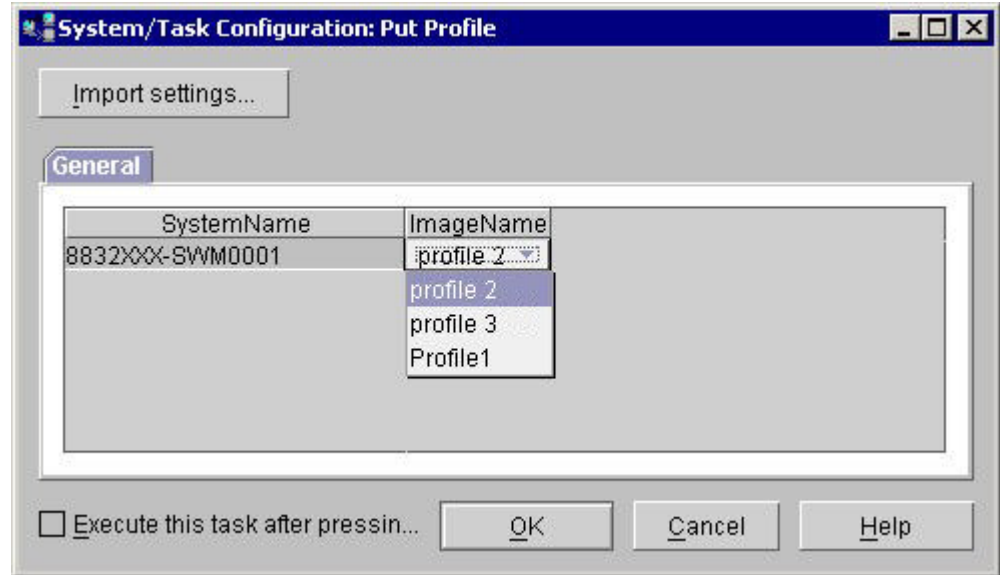 System/Task Configuration: Put Profile
Import settings...
General
SystemName ImageName
8832XXX-SWM0001 profile 2
profile 2
profile 3
Profile1
Execute this task after pressin... OK Cancel Help